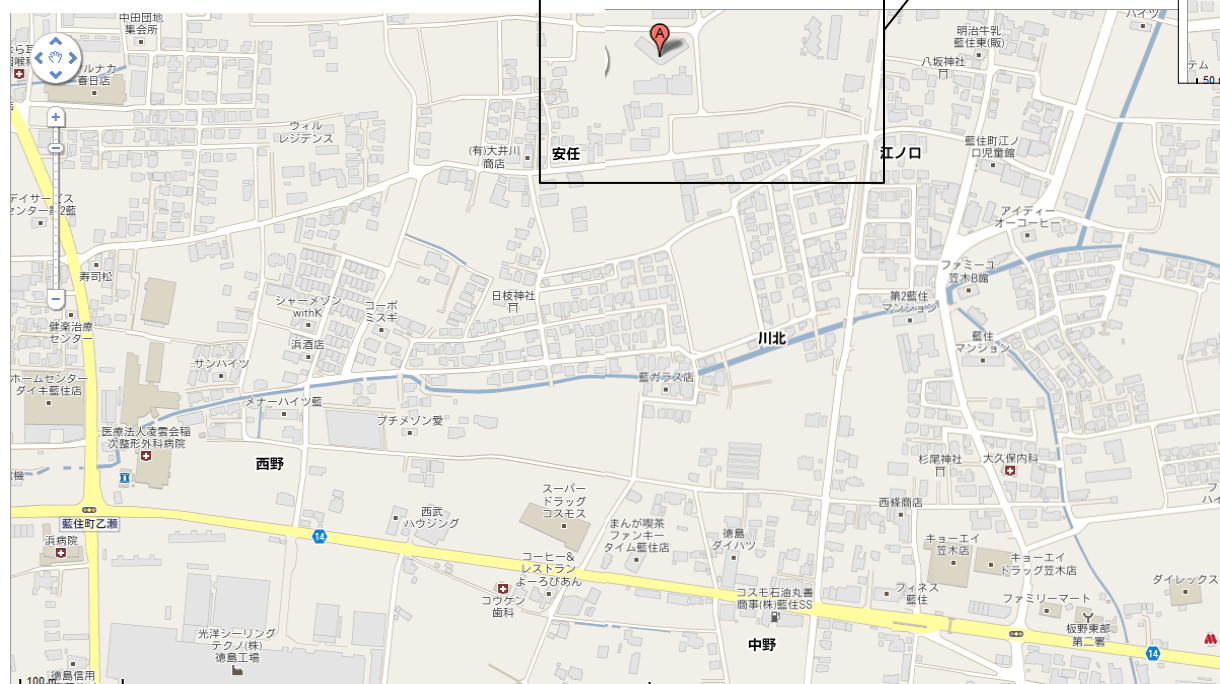 中田団地
集会所
ハイツ
明治牛乳
藍住東(販)
八坂神社
テム
50 m
春日店
A
ウィル
レジデンス
(有)大井川
商店
安任
江ノ口
藍住町江ノ
口児童館
デイサービス
センター第2藍
アイディー
オーコーヒー
寿司松
ファミーユ
笠木B館
日枝神社
シャーメゾン
withK
コーポ
ミスギ
第2藍住
マンション
健楽治療
センター
浜酒店
川北
藍住
マンション
サンハイツ
ホームセンター
ダイキ藍住店
藍ガラス店
メナーハイツ藍
プチメゾン愛
医療法人凌雲会稲
次整形外科病院
西野
杉尾神社
大久保内科
機
スーパー
ドラッグ
コスモス
西條商店
西武
ハウジング
まんが喫茶
ファンキー
タイム藍住店
徳島
ダイハツ
藍住町乙瀬
14
浜病院
キョーエイ
笠木店
キョーエイ
ドラッグ笠木店
コーヒー&
レストラン
よーろぴあん
コウケン
歯科
コスモ石油丸善
商事(株)藍住SS
フィネス
藍住
ファミリーマート
ダイレックス
板野東部
第二署
光洋シーリング
テクノ(株)
徳島工場
中野
14
徳島信用
100 m